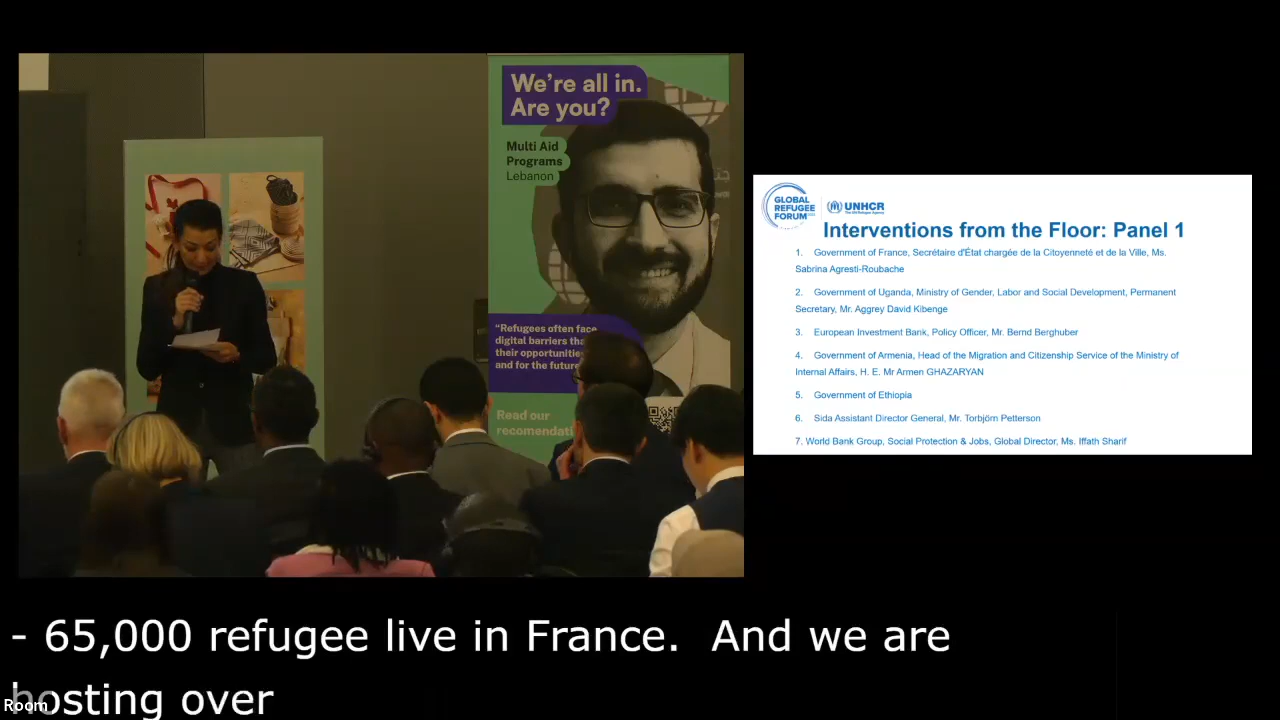 We're all in.
Are you?
Multi Aid
Programs
Lebanon
"Refugees often face
digital barriers tha
their opportunitie
and for the future
Read our
recomendati
GLOBAL
REFUGEE
FORUM
UNHCR
The UN Refugee Agency
Interventions from the Floor: Panel 1
1. Government of France, Secrétaire d'État chargée de la Citoyenneté et de la Ville, Ms.
Sabrina Agresti-Roubache
2. Government of Uganda, Ministry of Gender, Labor and Social Development, Permanent
Secretary, Mr. Aggrey David Kibenge
3. European Investment Bank, Policy Officer, Mr. Bernd Berghuber
4. Government of Armenia, Head of the Migration and Citizenship Service of the Ministry of
Internal Affairs, H. E. Mr Armen GHAZARYAN
5. Government of Ethiopia
6. Sida Assistant Director General, Mr. Torbjörn Petterson
7. World Bank Group, Social Protection & Jobs, Global Director, Ms. Iffath Sharif
- 65,000 refugee live in France. And we are
hosting over
Room